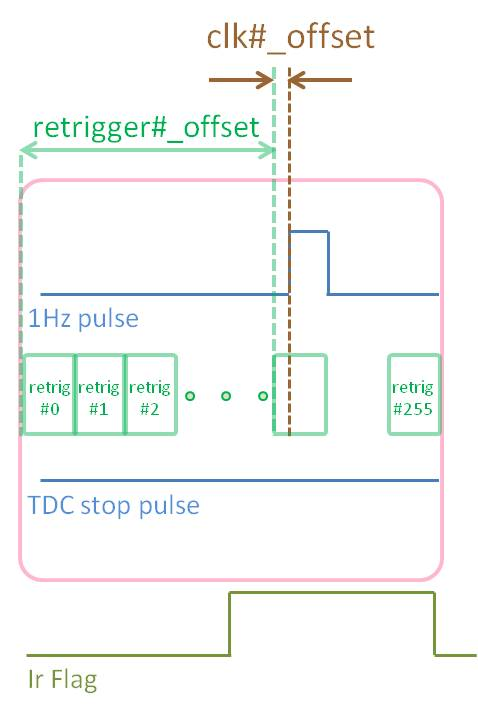 clk#_offset
retrigger#_offset
1Hz pulse
retrig retrig retrig retrig
#0 #1 #2 #255
TDC stop pulse
Ir Flag